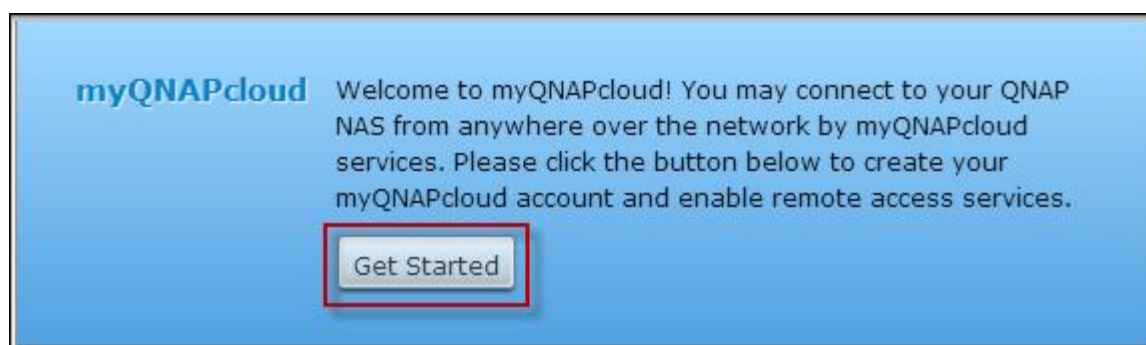 myQNAPcloud
Welcome to myQNAPcloud! You may connect to your QNAP
NAS from anywhere over the network by myQNAPcloud
services. Please click the button below to create your
myQNAPcloud account and enable remote access services.
Get Started